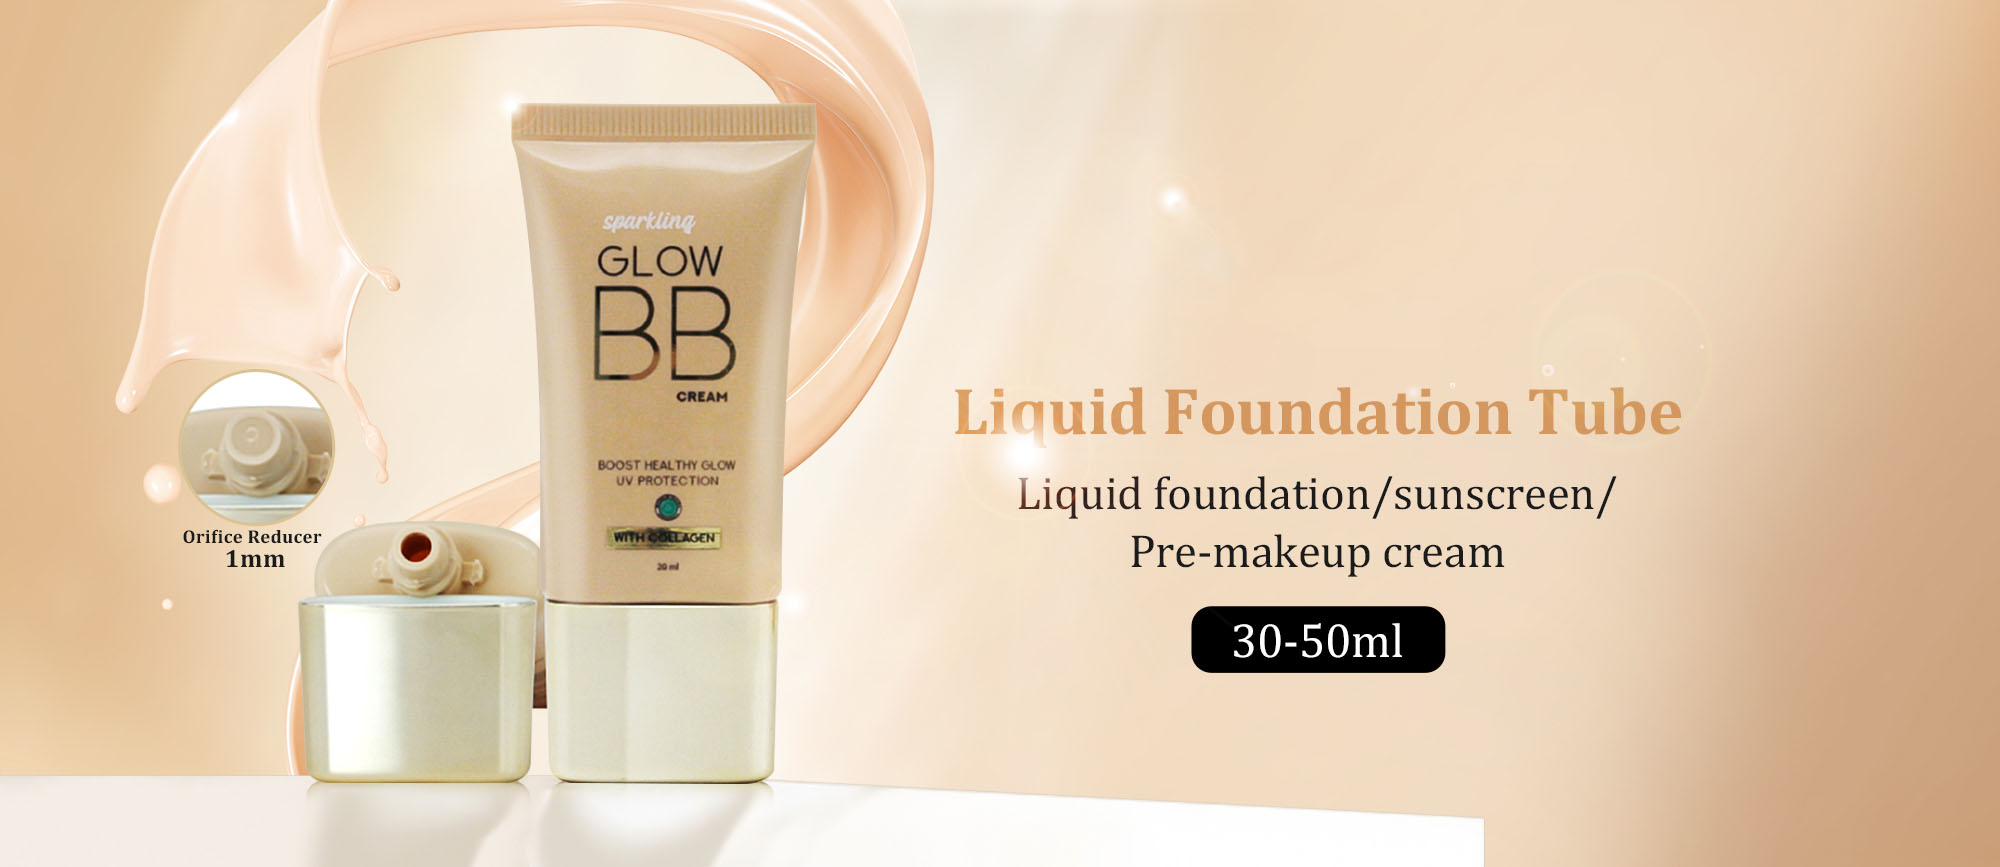 sparkling
GLOW
BB
CREAM
BOOST HEALTHY GLOW
UV PROTECTION
WITH COLLAGEN
20 ml
Orifice Reducer
1mm
Liquid Foundation Tube
Liquid foundation/sunscreen/
Pre-makeup cream
30-50ml